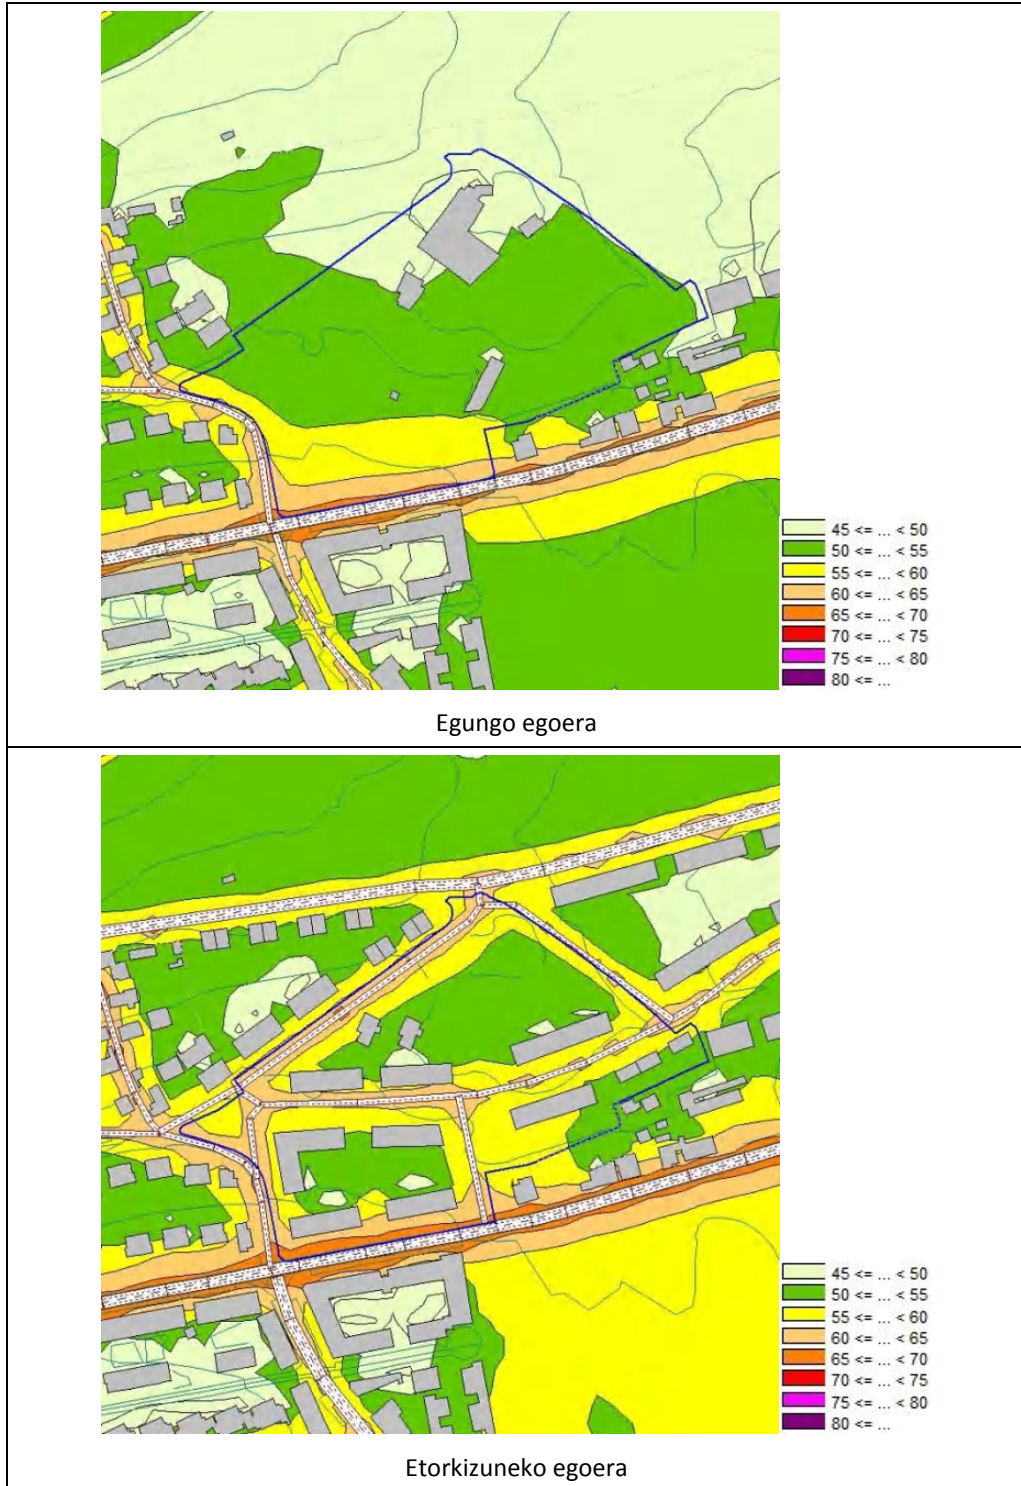 45 <= ... < 50
50 <= ... < 55
55 <= ... < 60
60 <= ... < 65
65 <= ... < 70
70 <= ... < 75
75 <= ... < 80
80 <= ...
Egungo egoera
45 <= ... < 50
50 <= ... < 55
55 <= ... < 60
60 <= ... < 65
65 <= ... < 70
70 <= ... < 75
75 <= ... < 80
80 <= ...
Etorkizuneko egoera